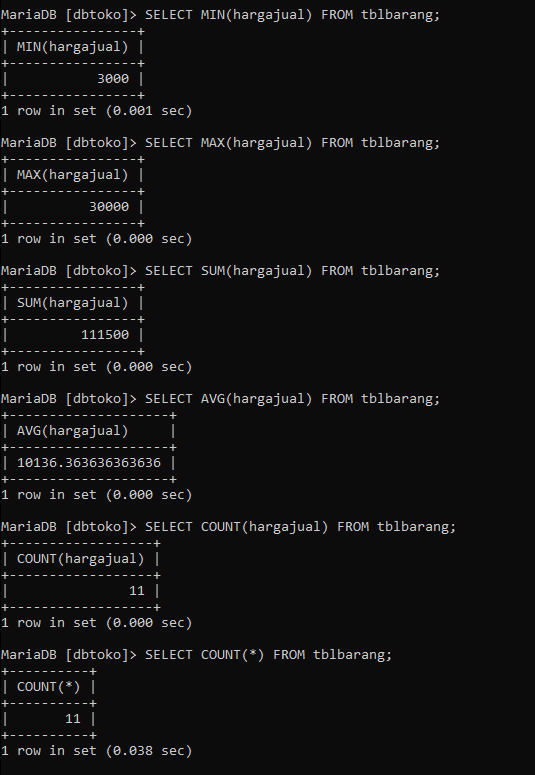 MariaDB [dbtoko]> SELECT MIN(hargajual) FROM tblbarang;
+----------------+
| MIN(hargajual) |
+----------------+
|           3000 |
+----------------+
1 row in set (0.001 sec)

MariaDB [dbtoko]> SELECT MAX(hargajual) FROM tblbarang;
+----------------+
| MAX(hargajual) |
+----------------+
|          30000 |
+----------------+
1 row in set (0.000 sec)

MariaDB [dbtoko]> SELECT SUM(hargajual) FROM tblbarang;
+----------------+
| SUM(hargajual) |
+----------------+
|         111500 |
+----------------+
1 row in set (0.000 sec)

MariaDB [dbtoko]> SELECT AVG(hargajual) FROM tblbarang;
+--------------------+
| AVG(hargajual)     |
+--------------------+
| 10136.363636363636 |
+--------------------+
1 row in set (0.000 sec)

MariaDB [dbtoko]> SELECT COUNT(hargajual) FROM tblbarang;
+------------------+
| COUNT(hargajual) |
+------------------+
|               11 |
+------------------+
1 row in set (0.000 sec)

MariaDB [dbtoko]> SELECT COUNT(*) FROM tblbarang;
+----------+
| COUNT(*) |
+----------+
|       11 |
+----------+
1 row in set (0.038 sec)